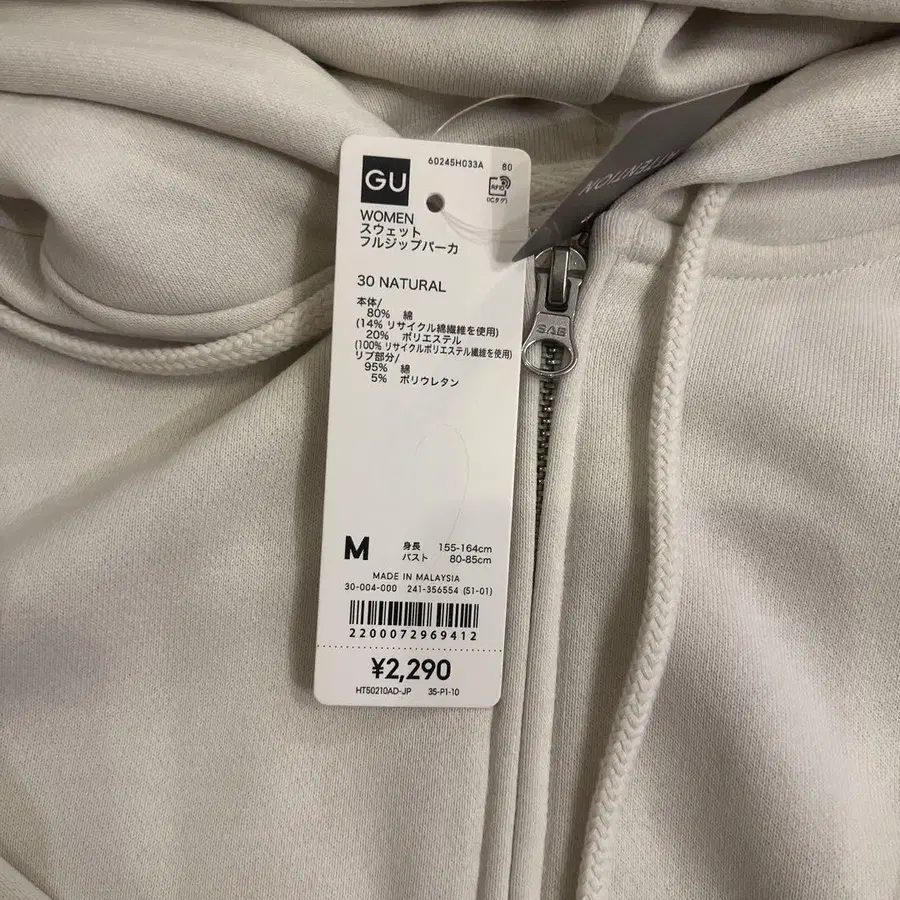 60245H033A 80
GU
RFID
(ICタグ)
WOMEN
スウェット
フルジップパーカ
30 NATURAL
本体/
80% 綿
(14% リサイクル綿繊維を使用)
20% ポリエステル
(100% リサイクルポリエステル繊維を使用)
リブ部分/
95% 綿
5% ポリウレタン
M 身長 155-164cm
バスト 80-85cm
MADE IN MALAYSIA
30-004-000 241-356554 (51-01)
2200072969412
¥2,290
HT50210AD-JP 35-P1-10
ATTENTION
SAB